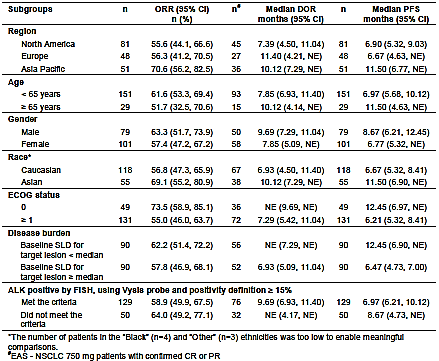 Subgroups n ORR (95% CI) n (%) n# Median DOR months (95% CI) n Median PFS months (95% CI)
Region
North America 81 55.6 (44.1, 66.6) 45 7.39 (4.50, 11.04) 81 6.90 (5.32, 9.03)
Europe 48 56.3 (41.2, 70.5) 27 11.40 (4.21, NE) 48 6.67 (4.63, NE)
Asia Pacific 51 70.6 (56.2, 82.5) 36 10.12 (7.29, NE) 51 11.50 (6.77, NE)
Age
< 65 years 151 61.6 (53.3, 69.4) 93 7.85 (6.93, 11.40) 151 6.97 (5.68, 10.12)
≥ 65 years 29 51.7 (32.5, 70.6) 15 10.12 (4.14, NE) 29 11.50 (4.63, NE)
Gender
Male 79 63.3 (51.7, 73.9) 50 9.69 (7.29, 11.04) 79 8.67 (6.21, 12.45)
Female 101 57.4 (47.2, 67.2) 58 7.85 (5.09, NE) 101 6.77 (5.32, NE)
Race*
Caucasian 118 56.8 (47.3, 65.9) 67 6.93 (4.50, 11.40) 118 6.67 (5.32, 8.41)
Asian 55 69.1 (55.2, 80.9) 38 10.12 (7.29, NE) 55 11.50 (6.90, NE)
ECOG status
0 49 73.5 (58.9, 85.1) 36 NE (9.69, NE) 49 12.45 (6.97, NE)
≥ 1 131 55.0 (46.0, 63.7) 72 7.29 (5.42, 11.04) 131 6.21 (5.32, 8.41)
Disease burden
Baseline SLD for target lesion < median 90 62.2 (51.4, 72.2) 56 NE (7.29, NE) 90 12.45 (6.90, NE)
Baseline SLD for target lesion ≥ median 90 57.8 (46.9, 68.1) 52 6.93 (5.09, 11.04) 90 6.47 (4.73, 7.00)
ALK positive by FISH, using Vysis probe and positivity definition ≥ 15%
Met the criteria 129 58.9 (49.9, 67.5) 76 9.69 (6.93, 11.40) 129 6.97 (6.21, 10.12)
Did not meet the criteria 50 64.0 (49.2, 77.1) 32 NE (4.17, NE) 50 8.67 (4.73, NE)
*The number of patients in the "Black" (n=4) and "Other" (n=3) ethnicities was too low to enable meaningful
comparisons.
#EAS - NSCLC 750 mg patients with confirmed CR or PR